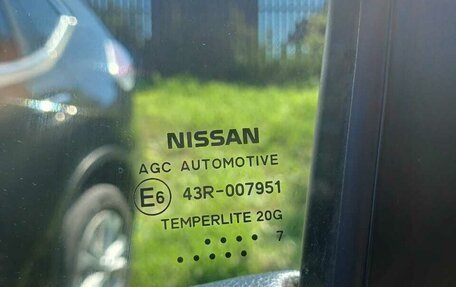 NISSAN
AGC AUTOMOTIVE
E6 43R-007951
TEMPERLITE 20G
7